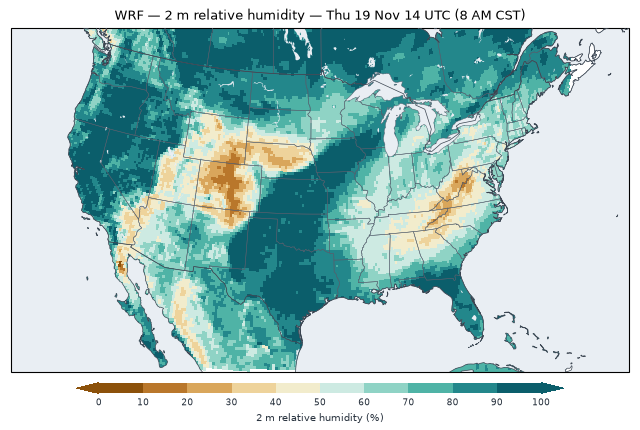 WRF — 2 m relative humidity — Thu 19 Nov 14 UTC (8 AM CST)
0 10 20 30 40 50 60 70 80 90 100
2 m relative humidity (%)